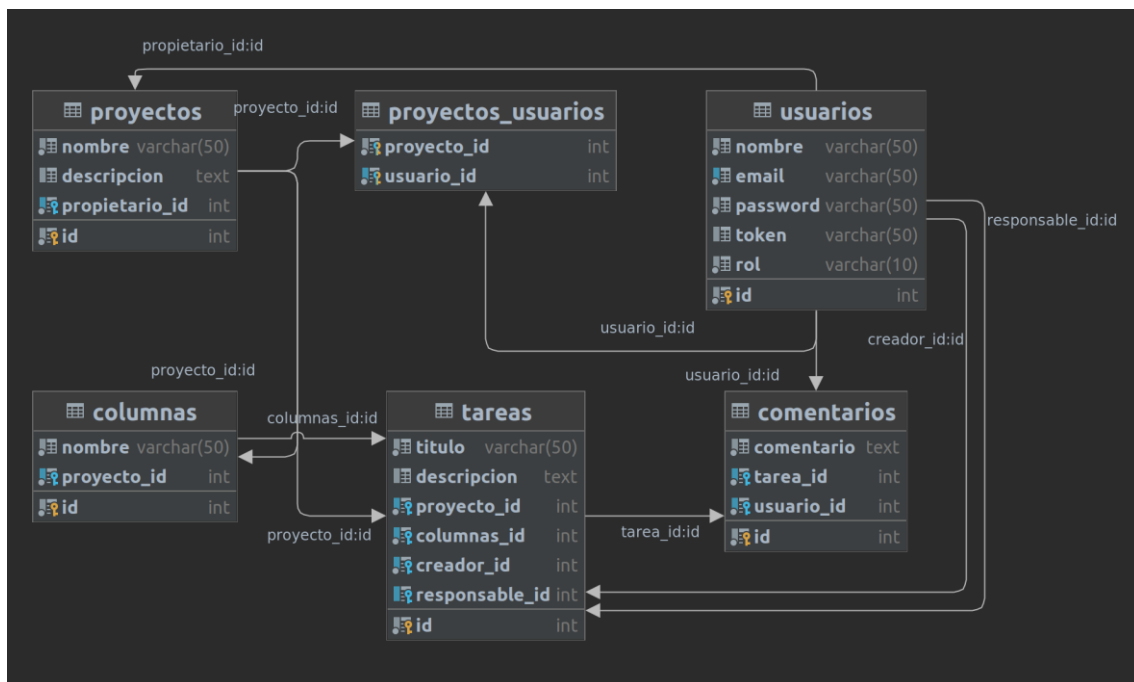 propietario_id:id
proyectos
nombre varchar(50)
descripcion text
propietario_id int
id int
proyecto_id:id
proyectos_usuarios
proyecto_id int
usuario_id int
usuarios
nombre varchar(50)
email varchar(50)
password varchar(50)
token varchar(50)
rol varchar(10)
id int
responsable_id:id
usuario_id:id
creador_id:id
proyecto_id:id
usuario_id:id
columnas
nombre varchar(50)
proyecto_id int
id int
columnas_id:id
proyecto_id:id
tareas
titulo varchar(50)
descripcion text
proyecto_id int
columnas_id int
creador_id int
responsable_id int
id int
tarea_id:id
comentarios
comentario text
tarea_id int
usuario_id int
id int